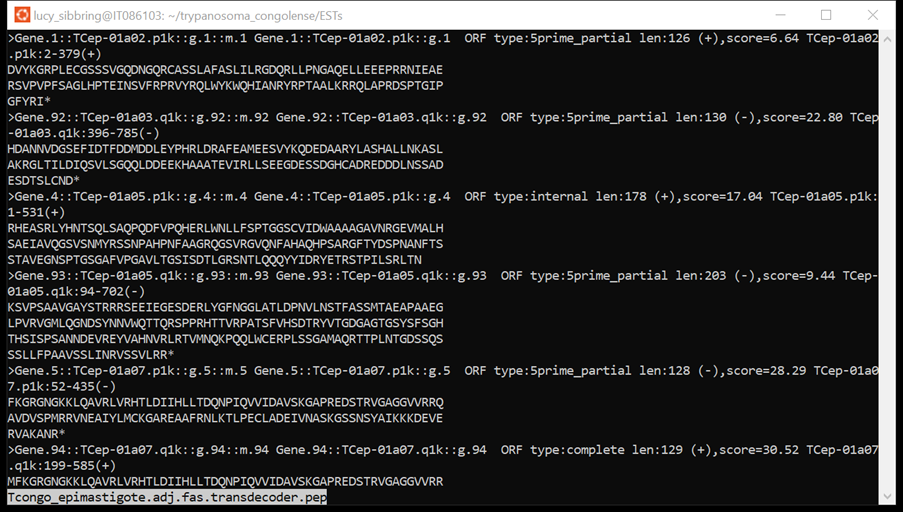 lucy_sibbring@IT086103: ~/trypanosoma_congolense/ESTs
>Gene.1::TCep-01a02.p1k::g.1::m.1 Gene.1::TCep-01a02.p1k::g.1  ORF type:5prime_partial len:126 (+),score=6.64 TCep-01a02
.p1k:2-379(+)
DVYKGRPLECGSSSVGQDNGQRCASSLAFASLILRGDQRLLPNGAQELLEEEPRRNIEAE
RSVPVPFSAGLHPTEINSVFRPRVYRQLWYKWQHIANRYRPTAALKRRQLAPRDSPTGIP
GFYRI*
>Gene.92::TCep-01a03.q1k::g.92::m.92 Gene.92::TCep-01a03.q1k::g.92  ORF type:5prime_partial len:130 (-),score=22.80 TCep
-01a03.q1k:396-785(-)
HDANNVDGSEFIDTFDDMDDLEYPHRLDRAFEAMEESVYKQDEDAARYLASHALLNKASL
AKRGLTILDIQSVLSGQQLDDEEKHAAATEVIRLLSEEGDESSDGHCADREDDDLNSSAD
ESDTSLCND*
>Gene.4::TCep-01a05.p1k::g.4::m.4 Gene.4::TCep-01a05.p1k::g.4  ORF type:internal len:178 (+),score=17.04 TCep-01a05.p1k:
1-531(+)
RHEASRLYHNTSQLSAQPQDFVPQHERLWNLLFSPTGGSCVIDWAAAAGAVNRGEVMALH
SAEIAVQGSVSNMYRSSNPAHPNFAAGRQGSVRGVQNFAHAQHPSARGFTYDSPNANFTS
STAVEGNSPTGSGAFVPGAVLTGSISDTLGRSNTLQQQYYIDRYETRSTPILSRLTN
>Gene.93::TCep-01a05.q1k::g.93::m.93 Gene.93::TCep-01a05.q1k::g.93  ORF type:5prime_partial len:203 (-),score=9.44 TCep-
01a05.q1k:94-702(-)
KSVPSAAVGAYSTRRRSEEIEGESDERLYGFNGGLATLDPNVLNSTFASSMTAEAPAAEG
LPVRVGMLQGNDSYNNVWQTTQRSPPRHTTVRPATSFVHSDTRYVTGDGAGTGSYSFSGH
THSISPSANNDEVREYVAHNVRLRTVMNQKPQQLWCERPLSSGAMAQRTTPLNTGDSSQS
SSLLFPAAVSSLINRVSSVLRR*
>Gene.5::TCep-01a07.p1k::g.5::m.5 Gene.5::TCep-01a07.p1k::g.5  ORF type:5prime_partial len:128 (-),score=28.29 TCep-01a0
7.p1k:52-435(-)
FKGRGNGKKLQAVRLVRHTLDIIHLLTDQNPIQVVIDAVSKGAPREDSTRVGAGGVVRRQ
AVDVSPMRRVNEAIYLMCKGAREAAFRNLKTLPECLADEIVNASKGSSNSYAIKKKDEVE
RVAKANR*
>Gene.94::TCep-01a07.q1k::g.94::m.94 Gene.94::TCep-01a07.q1k::g.94  ORF type:complete len:129 (+),score=30.52 TCep-01a07
.q1k:199-585(+)
MFKGRGNGKKLQAVRLVRHTLDIIHLLTDQNPIQVVIDAVSKGAPREDSTRVGAGGVVRR
Tcongo_epimastigote.adj.fas.transdecoder.pep